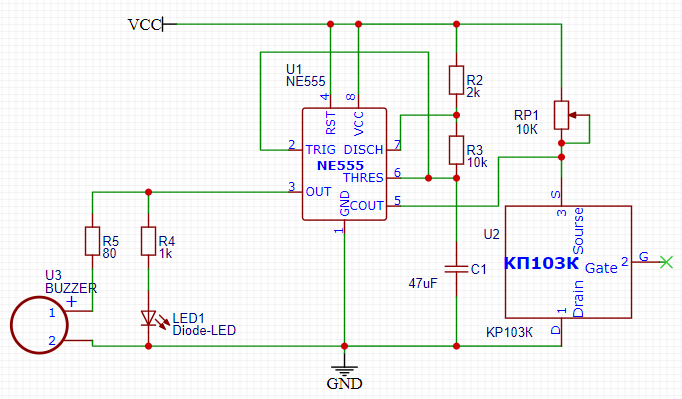 VCC
U1
NE555
4
8
RST
VCC
2
TRIG
DISCH
7
NE555
THRES
6
3
OUT
GND
COUT
5
1
R2
2k
R3
10k
RP1
10K
S
3
Sourse
U2
КП103К
Gate
2
G
Drain
1
D
KP103K
C1
47uF
R5
80
R4
1k
U3
BUZZER
+
1
2
LED1
Diode-LED
GND